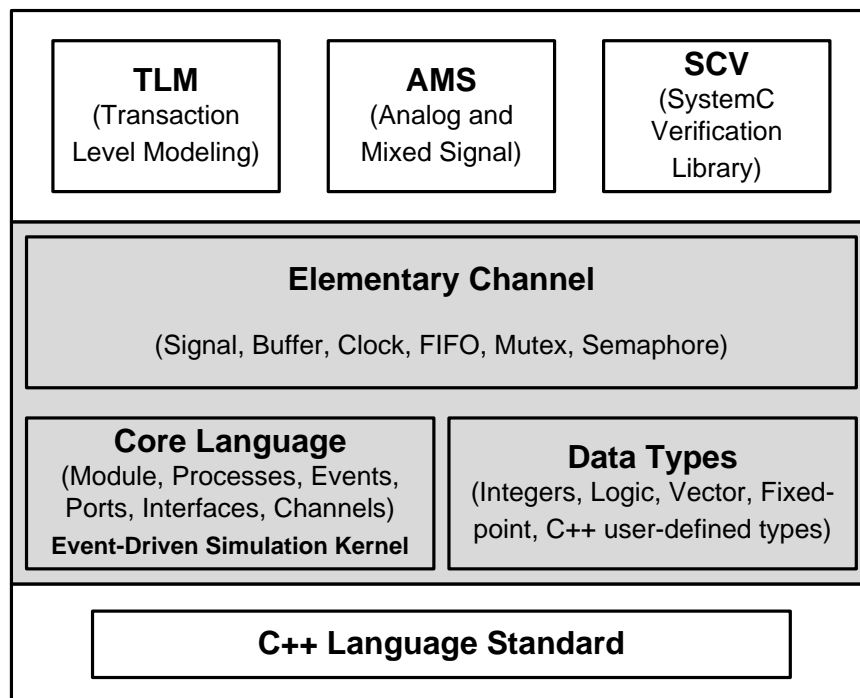 TLM
(Transaction
Level Modeling)
AMS
(Analog and
Mixed Signal)
SCV
(SystemC
Verification
Library)
Elementary Channel
(Signal, Buffer, Clock, FIFO, Mutex, Semaphore)
Core Language
(Module, Processes, Events,
Ports, Interfaces, Channels)
Event-Driven Simulation Kernel
Data Types
(Integers, Logic, Vector, Fixed-
point, C++ user-defined types)
C++ Language Standard